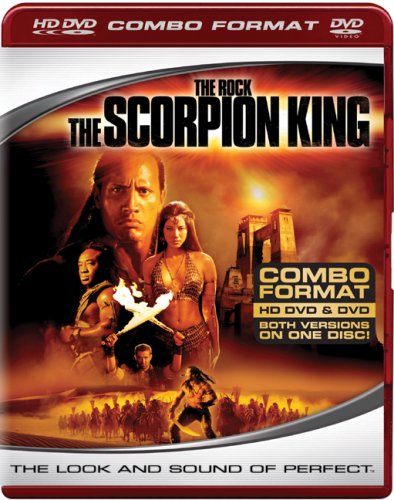 HD DVD COMBO FORMAT DVD
VIDEO
THE ROCK
THE SCORPION KING
COMBO
FORMAT
HD DVD & DVD
BOTH VERSIONS
ON ONE DISC!
THE LOOK AND SOUND OF PERFECT.